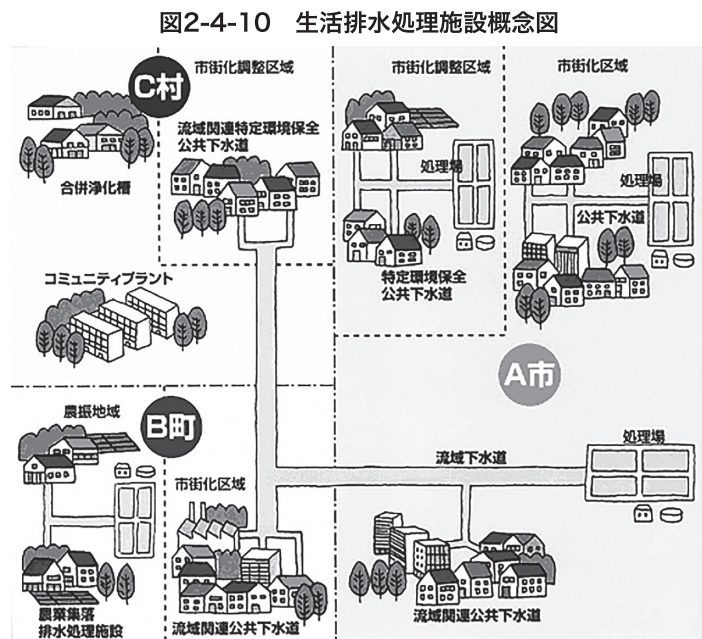 図2-4-10　生活排水処理施設概念図
C村
市街化調整区域
市街化調整区域
市街化区域
流域関連特定環境保全
公共下水道
合併浄化槽
処理場
処理場
公共下水道
特定環境保全
公共下水道
コミュニティプラント
A市
農振地域
B町
市街化区域
流域下水道
処理場
農業集落
排水処理施設
流域関連公共下水道
流域関連公共下水道